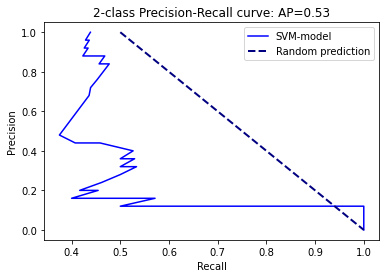 2-class Precision-Recall curve: AP=0.53
SVM-model
Random prediction
Precision
1.0
0.8
0.6
0.4
0.2
0.0
0.4 0.5 0.6 0.7 0.8 0.9 1.0
Recall